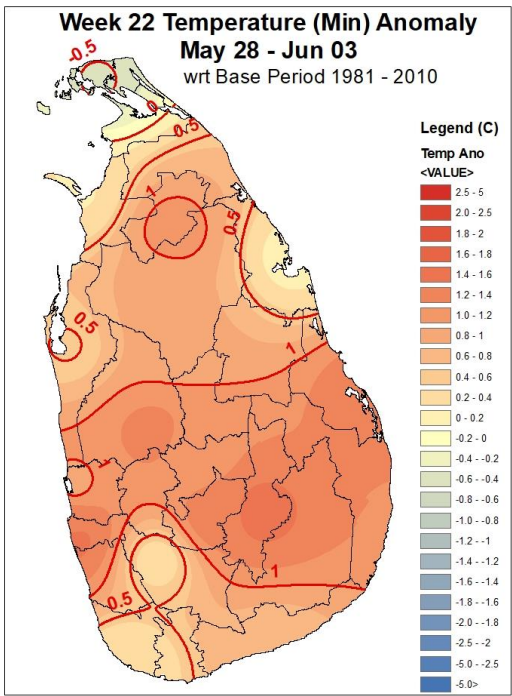 Week 22 Temperature (Min) Anomaly
May 28 - Jun 03
wrt Base Period 1981 - 2010
-0.5
0
0.5
1
0.5
0.5
1
1
1
0.5
Legend (C)
Temp Ano
<VALUE>
2.5 - 5
2.0 - 2.5
1.8 - 2
1.6 - 1.8
1.4 - 1.6
1.2 - 1.4
1.0 - 1.2
0.8 - 1
0.6 - 0.8
0.4 - 0.6
0.2 - 0.4
0 - 0.2
-0.2 - 0
-0.4 - -0.2
-0.6 - -0.4
-0.8 - -0.6
-1.0 - -0.8
-1.2 - -1
-1.4 - -1.2
-1.6 - -1.4
-1.8 - -1.6
-2.0 - -1.8
-2.5 - -2
-5.0 - -2.5
-5.0>